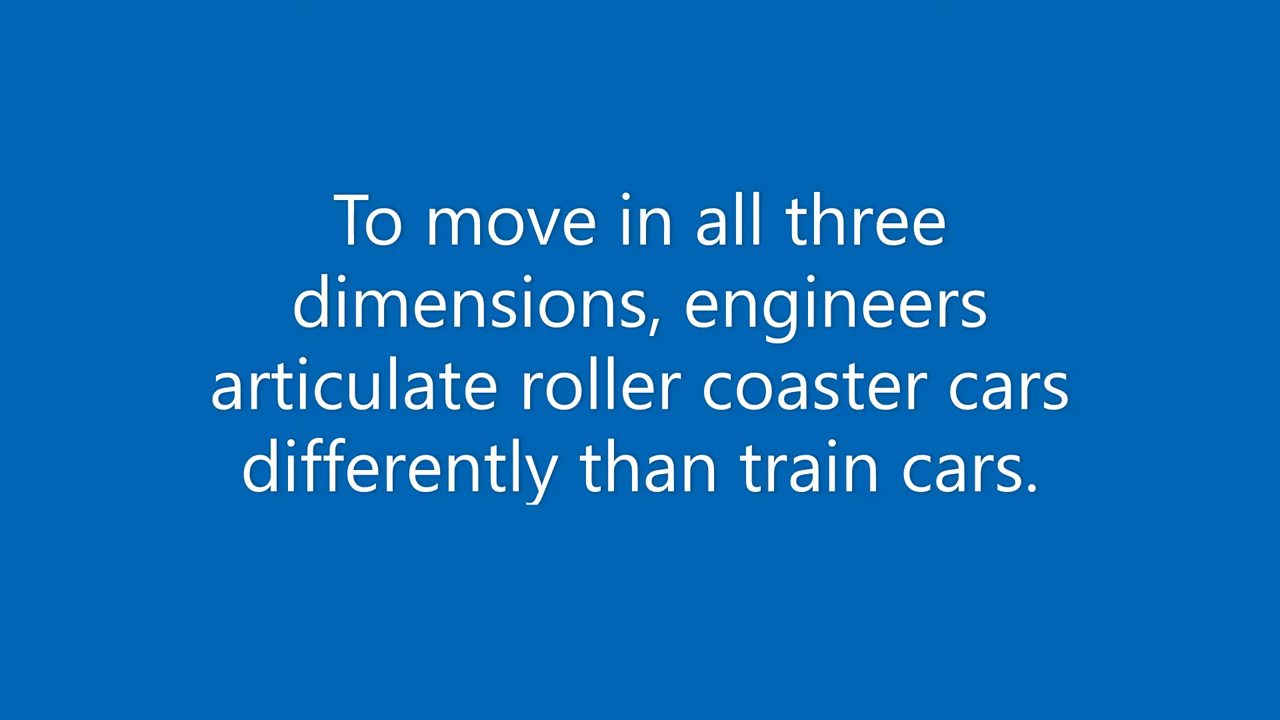 To move in all three
dimensions, engineers
articulate roller coaster cars
differently than train cars.